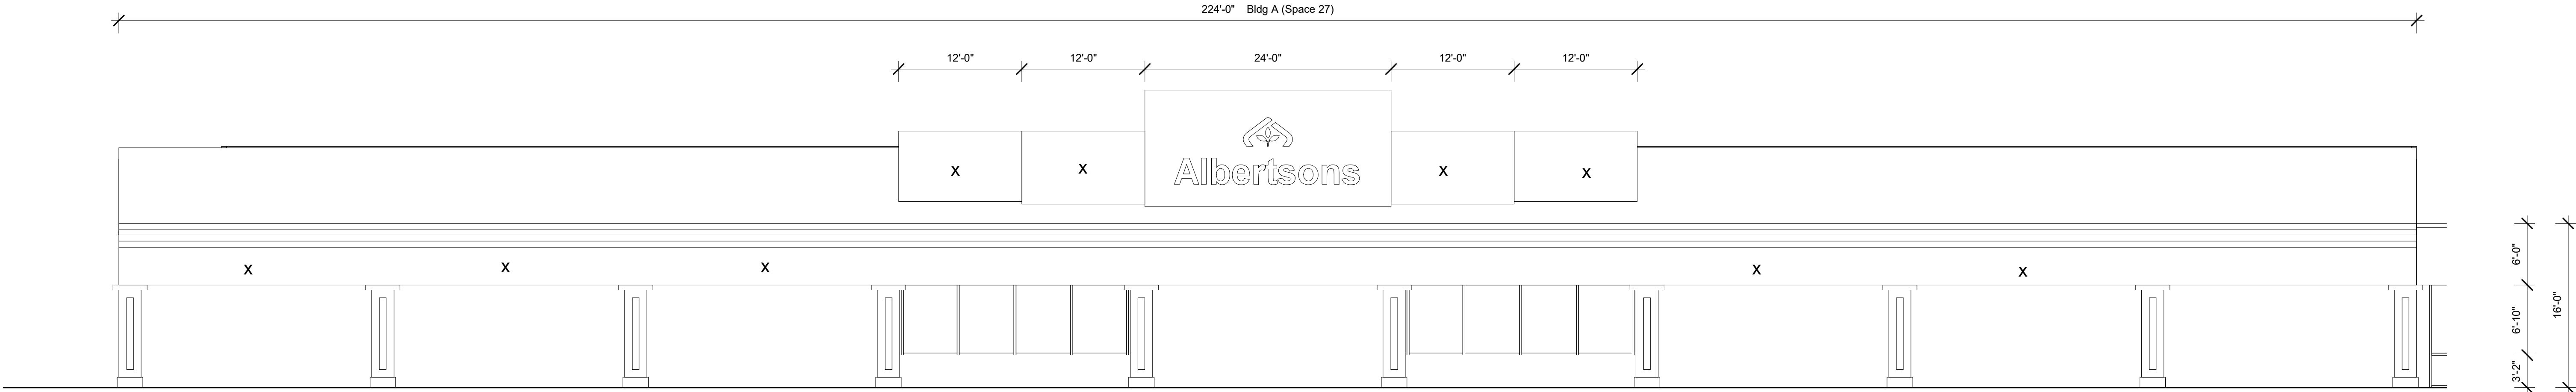 224'-0" Bldg A (Space 27)
12'-0" 12'-0" 24'-0" 12'-0" 12'-0"
Albertsons
X X X X
X X X X X
6'-0"
6'-10"
3'-2"
16'-0"